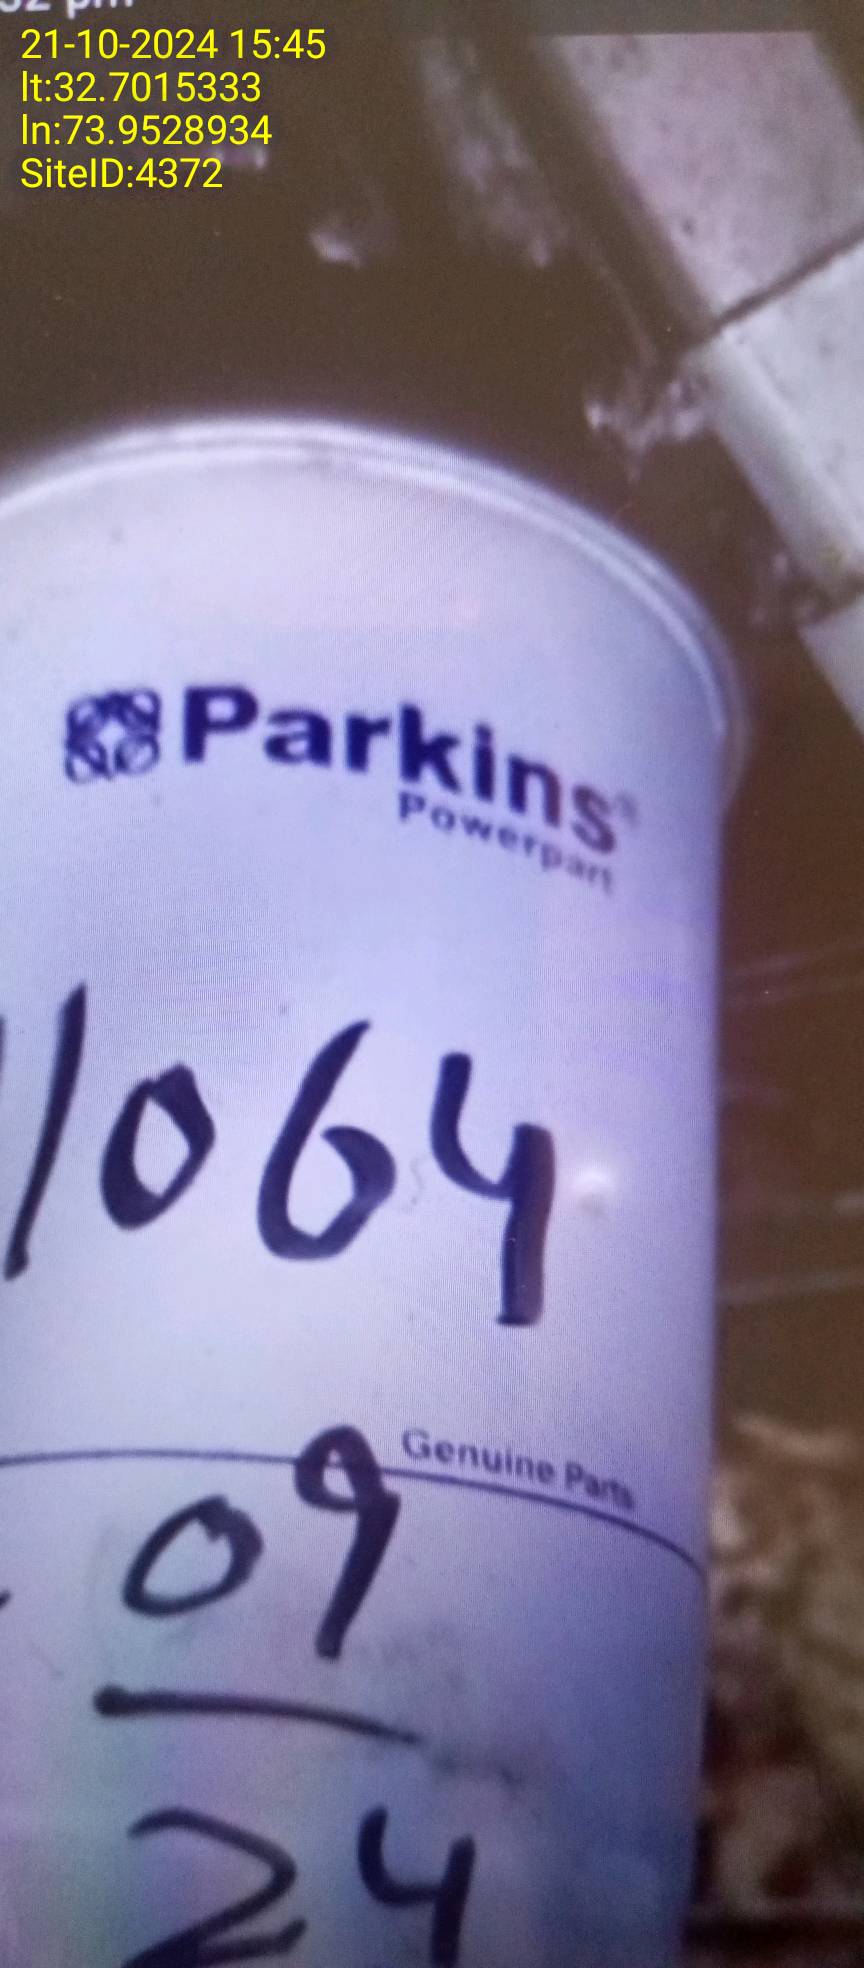 21-10-2024 15:45
lt:32.7015333
ln:73.9528934
SiteID:4372
Parkins
Powerpart
1064
Genuine Parts
09
24